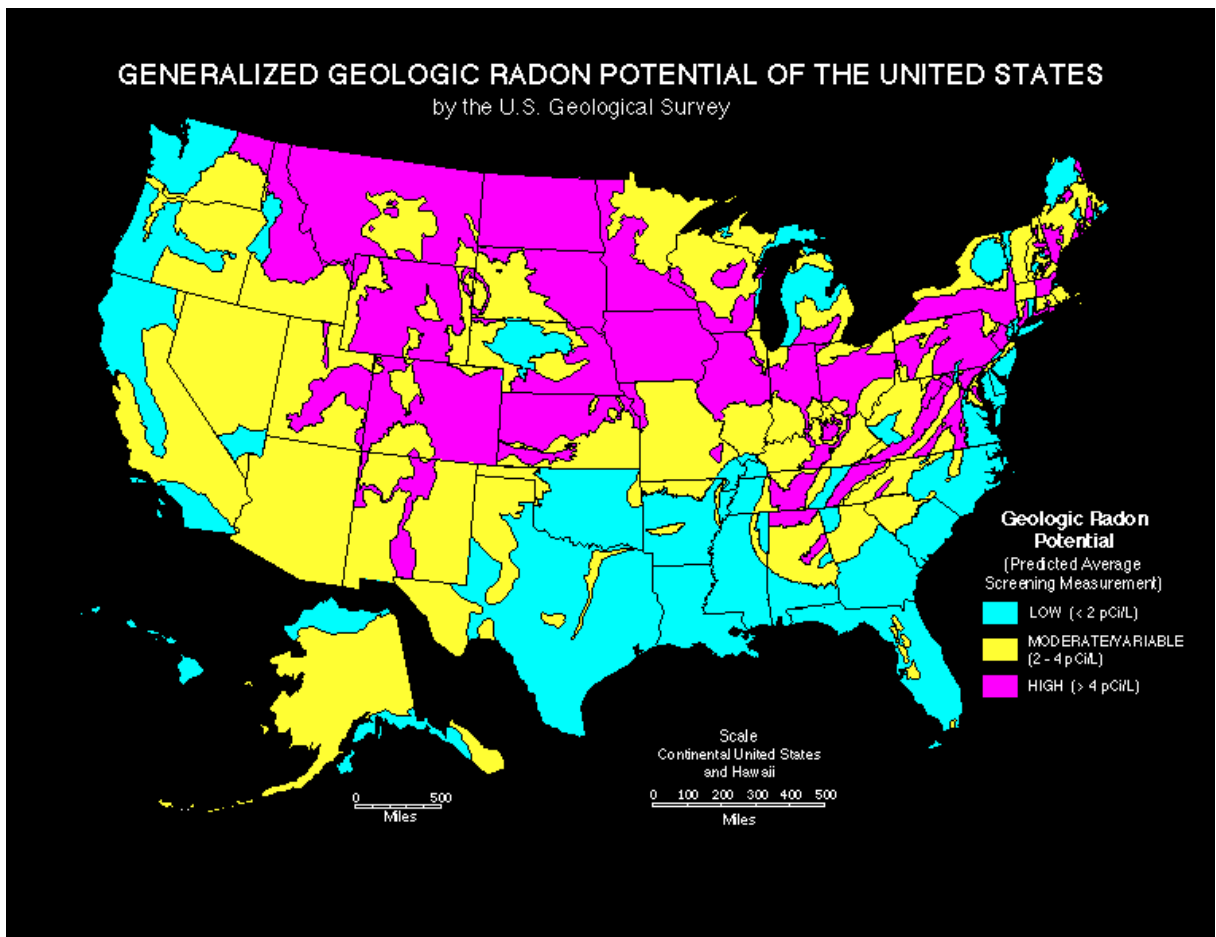 GENERALIZED GEOLOGIC RADON POTENTIAL OF THE UNITED STATES
by the U.S. Geological Survey
Geologic Radon
Potential
(Predicted Average
Screening Measurement)
LOW (< 2 pCi/L)
MODERATE/VARIABLE
(2 - 4 pCi/L)
HIGH (> 4 pCi/L)
Scale
Continental United States
and Hawaii
0 100 200 300 400 500
Miles
0 500
Miles